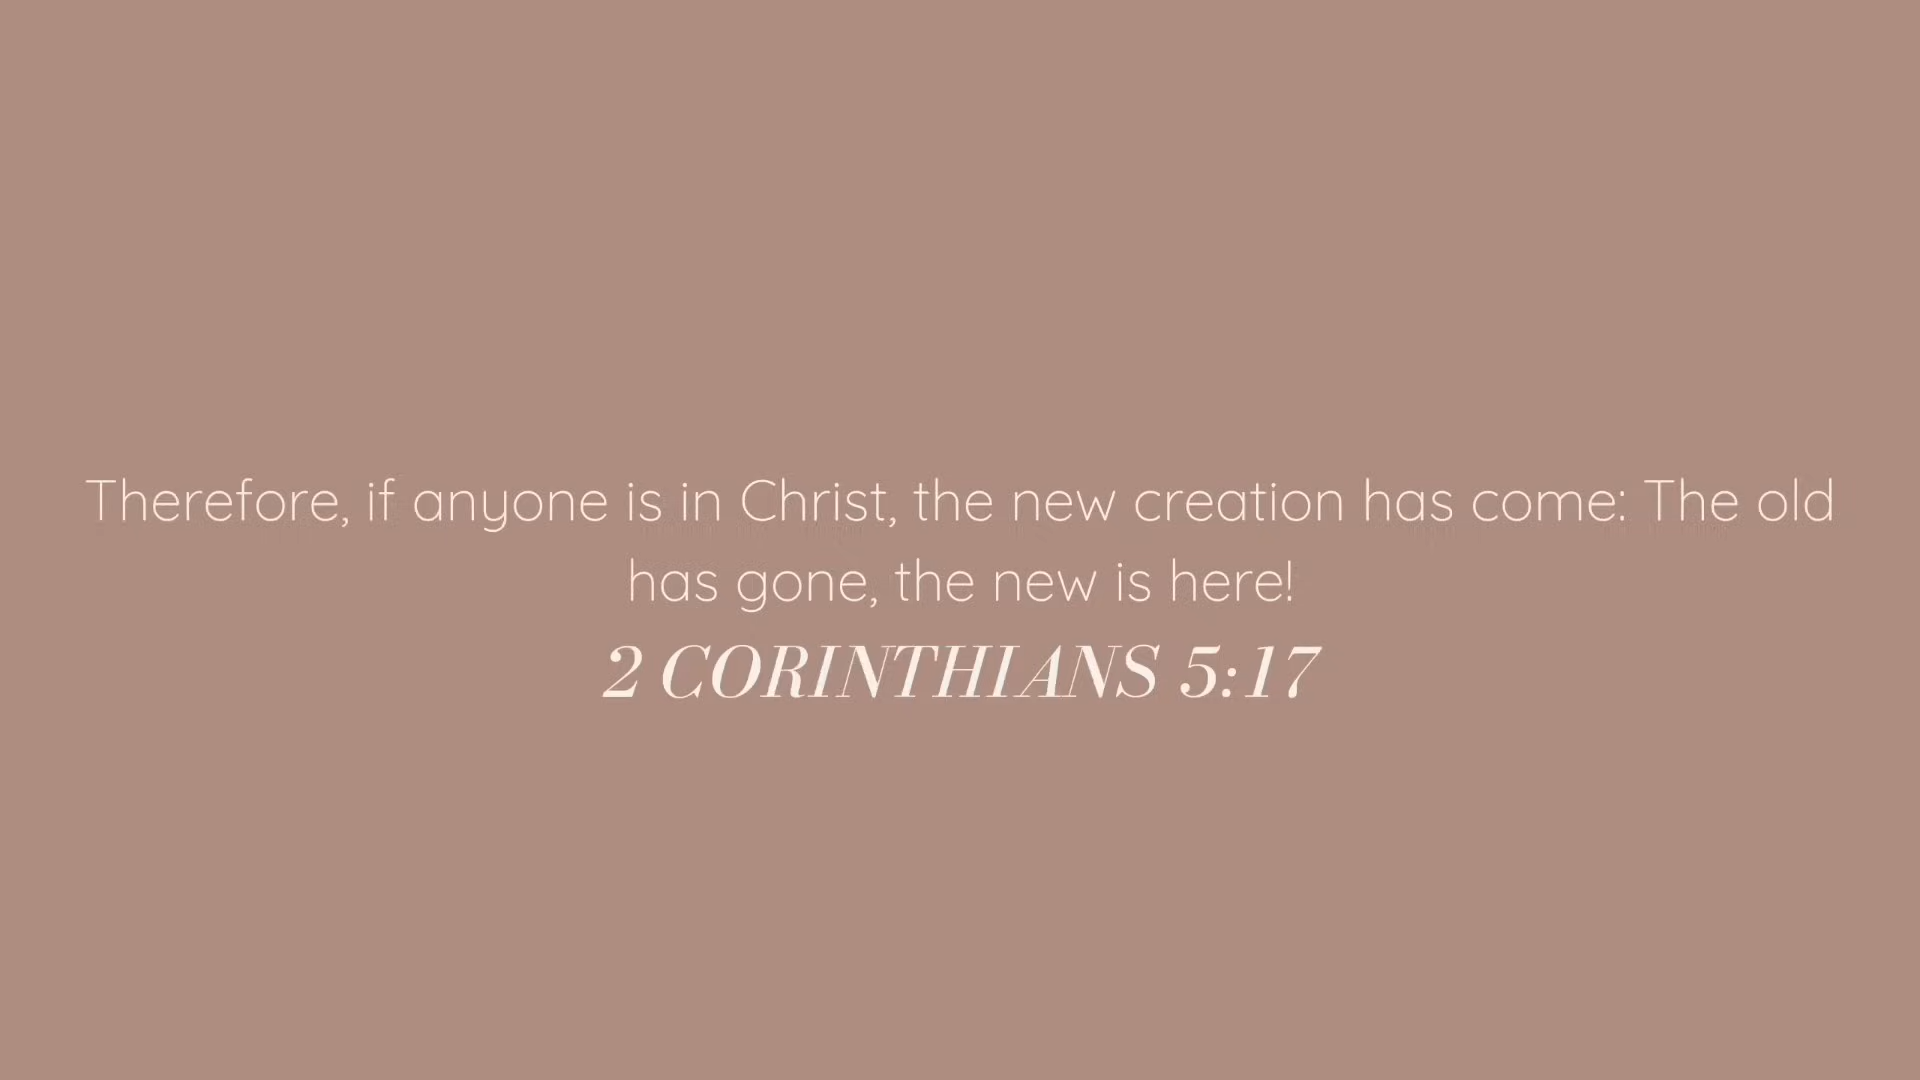 Therefore, if anyone is in Christ, the new creation has come: The old
has gone, the new is here!
2 CORINTHIANS 5:17